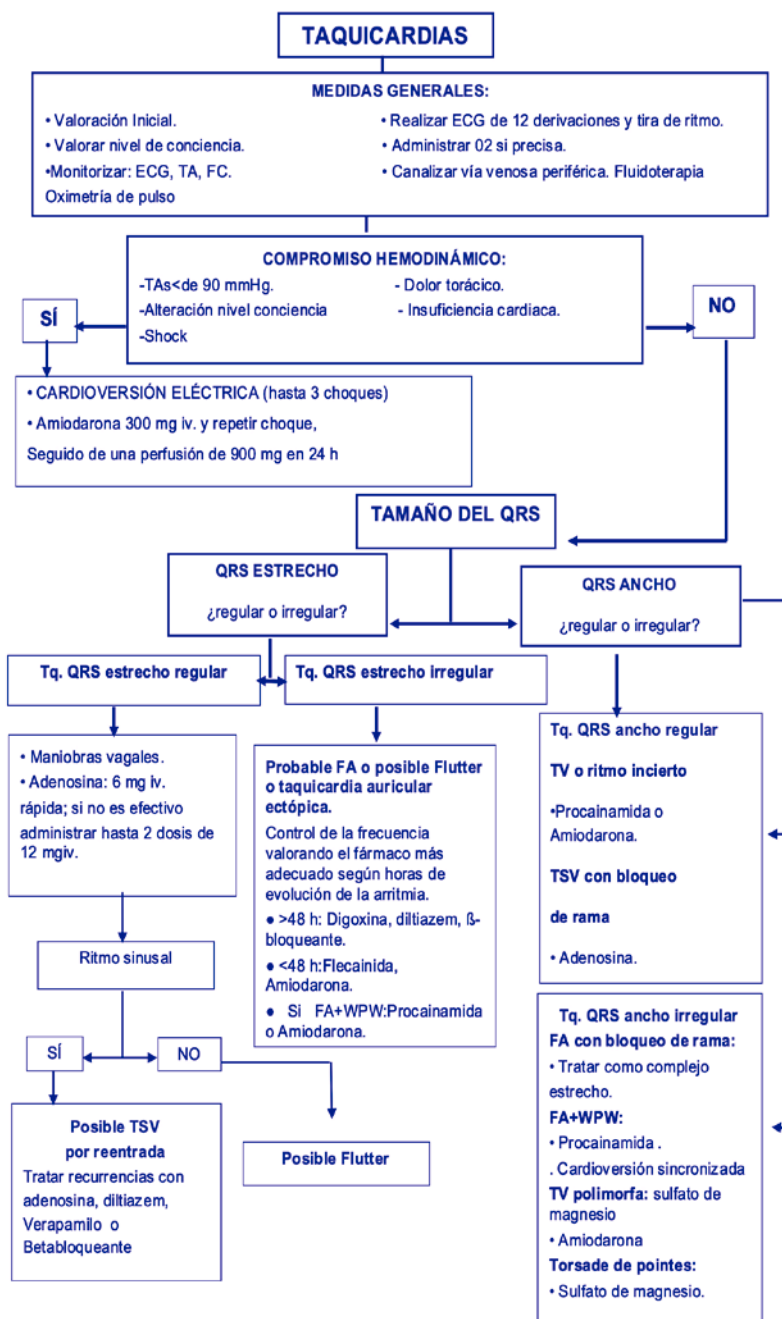 TAQUICARDIAS
MEDIDAS GENERALES:
• Valoración Inicial.
• Valorar nivel de conciencia.
•Monitorizar: ECG, TA, FC.
Oximetría de pulso
• Realizar ECG de 12 derivaciones y tira de ritmo.
• Administrar 02 si precisa.
• Canalizar vía venosa periférica. Fluidoterapia
COMPROMISO HEMODINÁMICO:
-TAs<de 90 mmHg.
-Alteración nivel conciencia
-Shock
- Dolor torácico.
- Insuficiencia cardiaca.
SÍ
NO
• CARDIOVERSIÓN ELÉCTRICA (hasta 3 choques)
• Amiodarona 300 mg iv. y repetir choque,
Seguido de una perfusión de 900 mg en 24 h
TAMAÑO DEL QRS
QRS ESTRECHO
¿regular o irregular?
QRS ANCHO
¿regular o irregular?
Tq. QRS estrecho regular
Tq. QRS estrecho irregular
• Maniobras vagales.
• Adenosina: 6 mg iv.
rápida; si no es efectivo
administrar hasta 2 dosis de
12 mgiv.
Probable FA o posible Flutter
o taquicardia auricular
ectópica.
Control de la frecuencia
valorando el fármaco más
adecuado según horas de
evolución de la arritmia.
● >48 h: Digoxina, diltiazem, ß-
bloqueante.
● <48 h:Flecainida,
Amiodarona.
● Si FA+WPW:Procainamida
o Amiodarona.
Tq. QRS ancho regular
TV o ritmo incierto
•Procainamida o
Amiodarona.
TSV con bloqueo
de rama
• Adenosina.
Ritmo sinusal
SÍ
NO
Posible TSV
por reentrada
Tratar recurrencias con
adenosina, diltiazem,
Verapamilo o
Betabloqueante
Posible Flutter
Tq. QRS ancho irregular
FA con bloqueo de rama:
• Tratar como complejo
estrecho.
FA+WPW:
• Procainamida .
. Cardioversión sincronizada
TV polimorfa: sulfato de
magnesio
• Amiodarona
Torsade de pointes:
• Sulfato de magnesio.